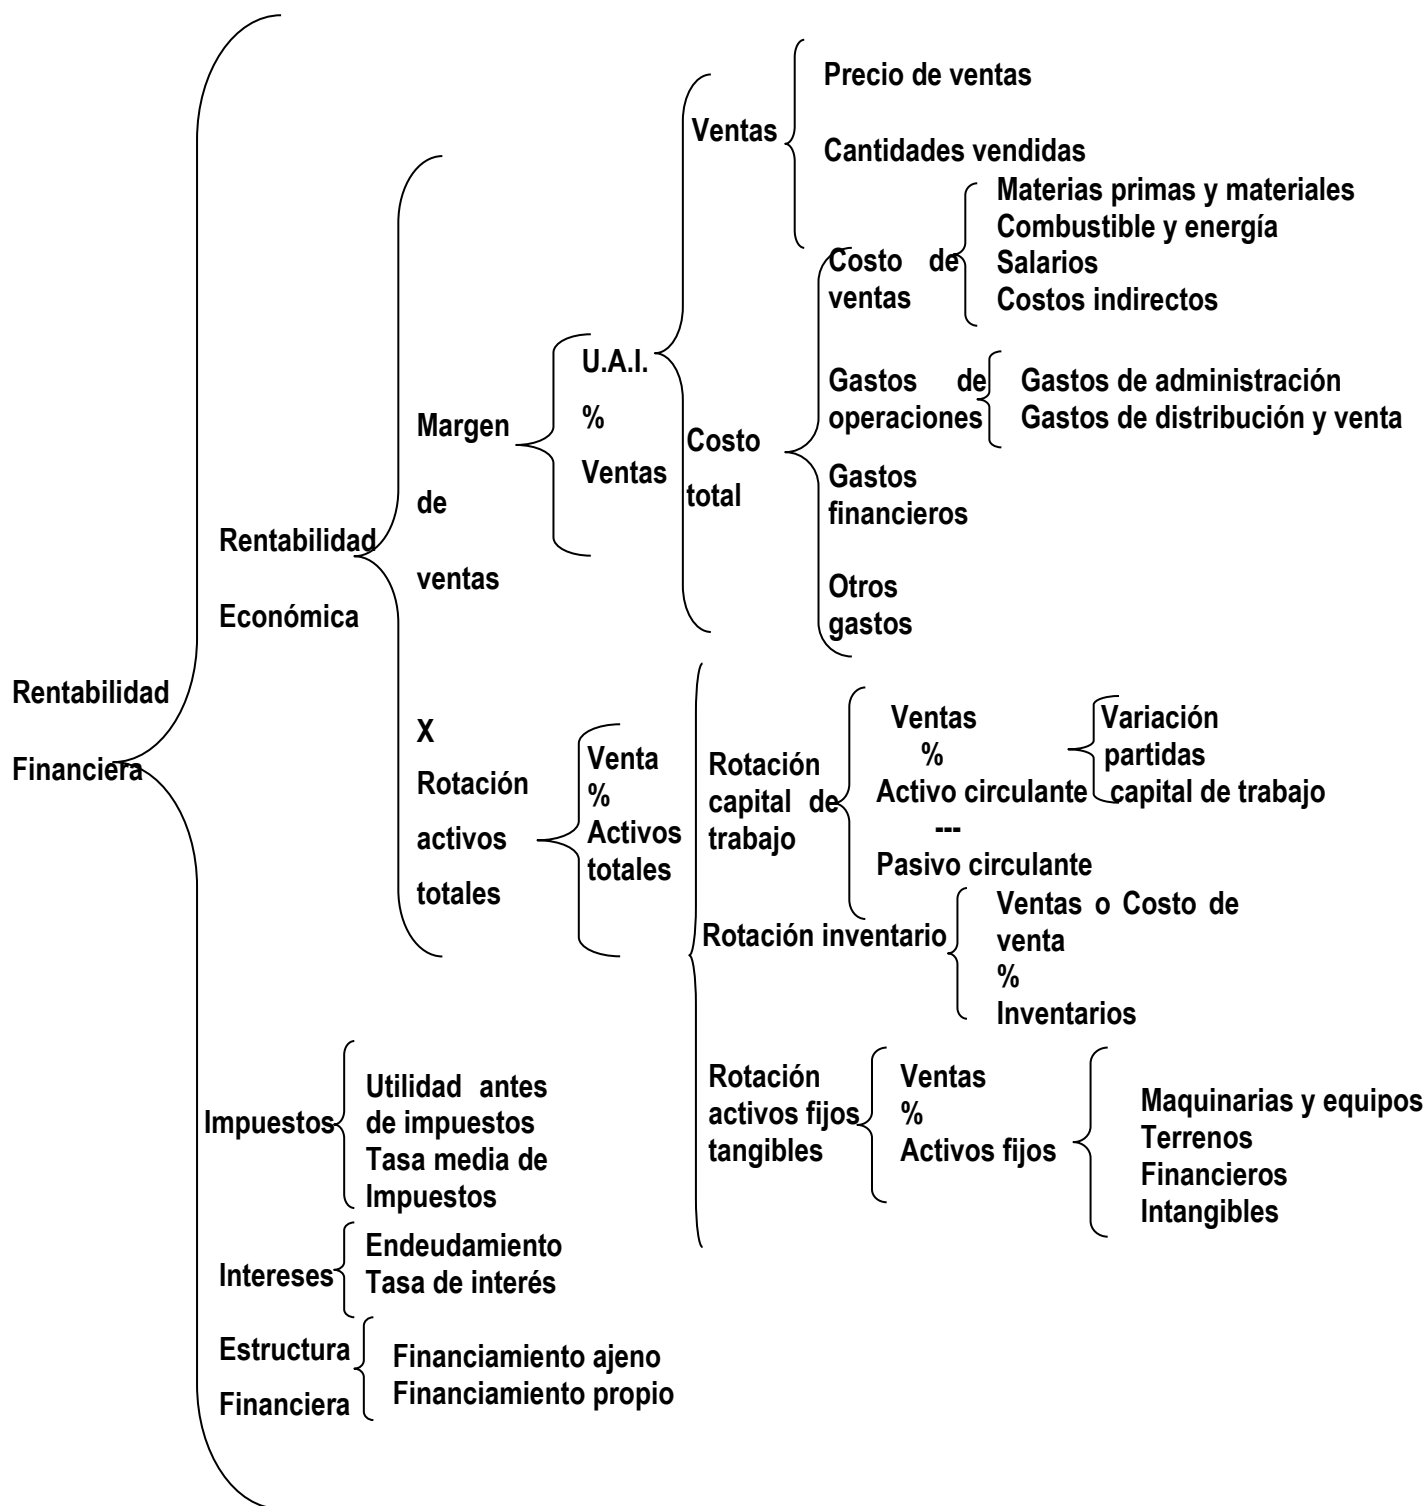 Rentabilidad
Financiera
Rentabilidad
Económica
Margen
de
ventas
U.A.I.
%
Ventas
Ventas
Precio de ventas
Cantidades vendidas
Costo
total
Costo de
ventas
Materias primas y materiales
Combustible y energía
Salarios
Costos indirectos
Gastos de
operaciones
Gastos de administración
Gastos de distribución y venta
Gastos
financieros
Otros
gastos
X
Rotación
activos
totales
Venta
%
Activos
totales
Rotación
capital de
trabajo
Ventas
%
Activo circulante
---
Pasivo circulante
Variación
partidas
capital de trabajo
Rotación inventario
Ventas o Costo de
venta
%
Inventarios
Rotación
activos fijos
tangibles
Ventas
%
Activos fijos
Maquinarias y equipos
Terrenos
Financieros
Intangibles
Impuestos
Utilidad antes
de impuestos
Tasa media de
Impuestos
Intereses
Endeudamiento
Tasa de interés
Estructura
Financiera
Financiamiento ajeno
Financiamiento propio